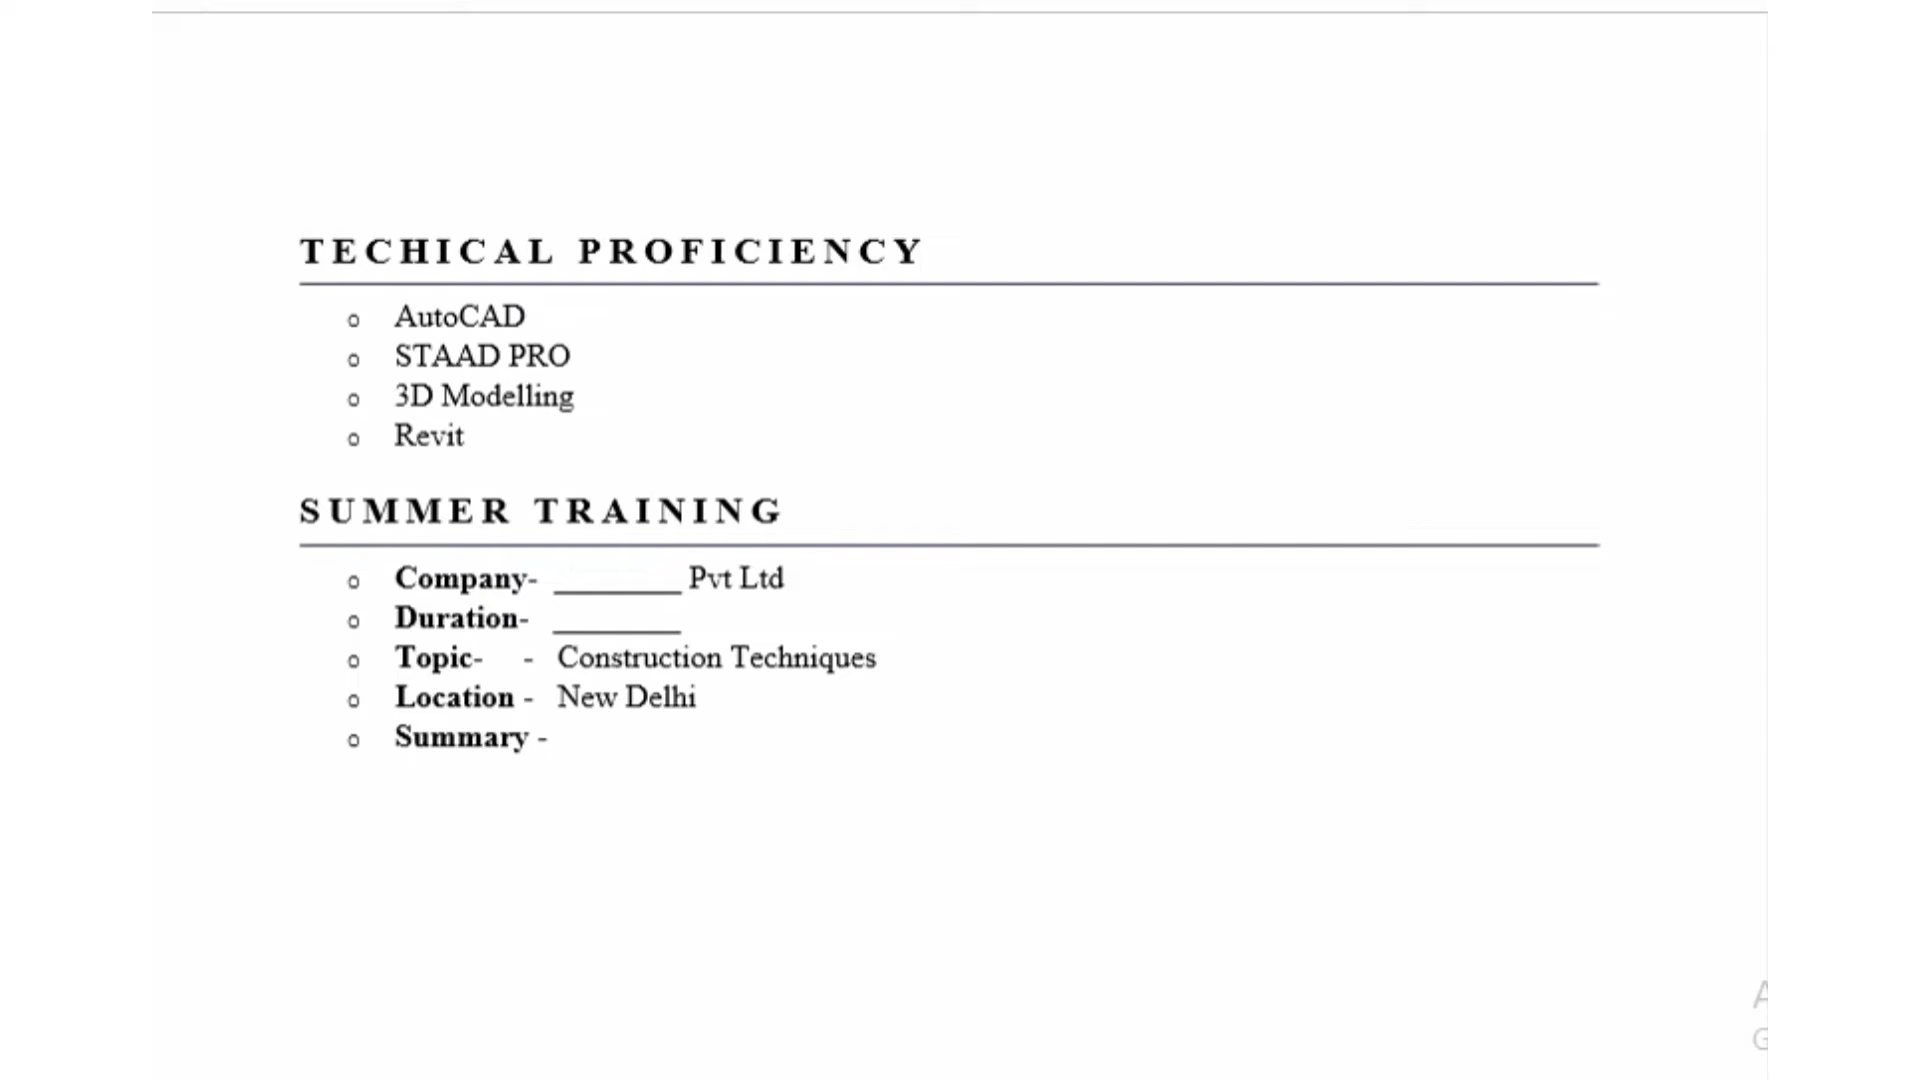 TECHICAL PROFICIENCY
o AutoCAD
o STAAD PRO
o 3D Modelling
o Revit
SUMMER TRAINING
o Company- ________ Pvt Ltd
o Duration- ________
o Topic- - Construction Techniques
o Location - New Delhi
o Summary -